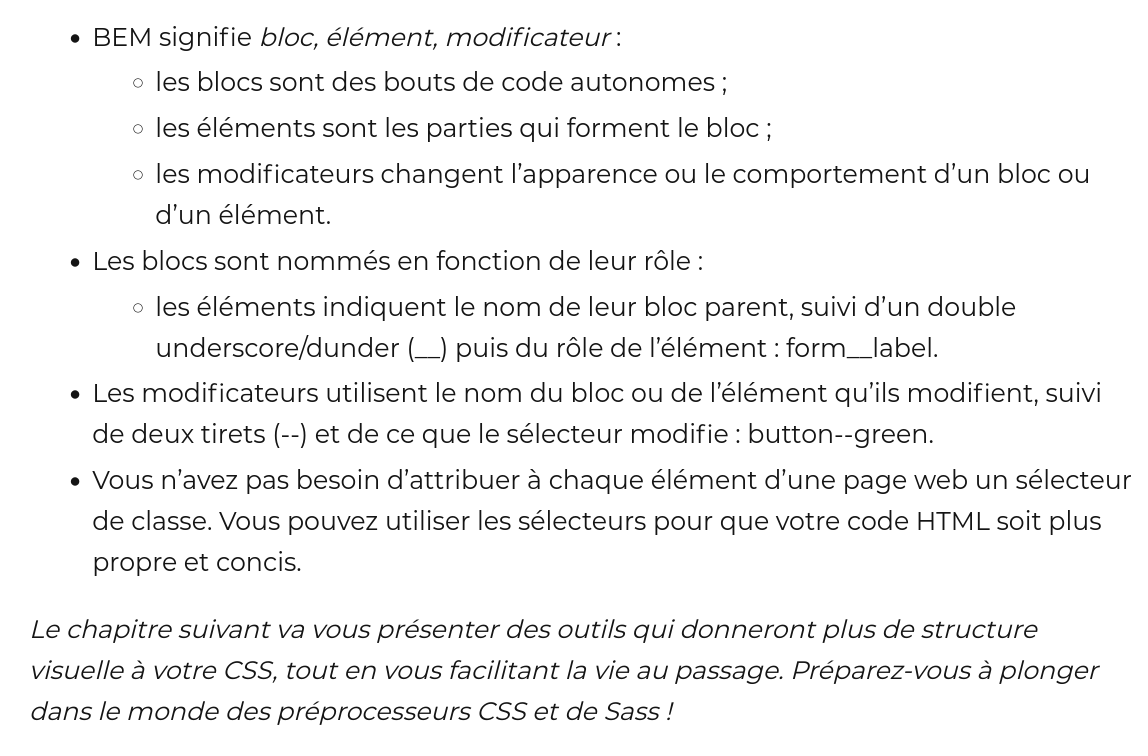 • BEM signifie bloc, élément, modificateur :
◦ les blocs sont des bouts de code autonomes ;
◦ les éléments sont les parties qui forment le bloc ;
◦ les modificateurs changent l’apparence ou le comportement d’un bloc ou
d’un élément.
• Les blocs sont nommés en fonction de leur rôle :
◦ les éléments indiquent le nom de leur bloc parent, suivi d’un double
underscore/dunder (__) puis du rôle de l’élément : form__label.
• Les modificateurs utilisent le nom du bloc ou de l’élément qu’ils modifient, suivi
de deux tirets (--) et de ce que le sélecteur modifie : button--green.
• Vous n’avez pas besoin d’attribuer à chaque élément d’une page web un sélecteur
de classe. Vous pouvez utiliser les sélecteurs pour que votre code HTML soit plus
propre et concis.
Le chapitre suivant va vous présenter des outils qui donneront plus de structure
visuelle à votre CSS, tout en vous facilitant la vie au passage. Préparez-vous à plonger
dans le monde des préprocesseurs CSS et de Sass !